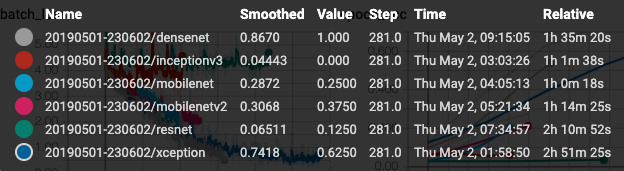 Name Smoothed Value Step Time Relative
20190501-230602/densenet 0.8670 1.000 281.0 Thu May 2, 09:15:05 1h 35m 20s
20190501-230602/inceptionv3 0.04443 0.000 281.0 Thu May 2, 03:03:26 1h 1m 38s
20190501-230602/mobilenet 0.2872 0.2500 281.0 Thu May 2, 04:05:13 1h 0m 18s
20190501-230602/mobilenetv2 0.3068 0.3750 281.0 Thu May 2, 05:21:34 1h 14m 25s
20190501-230602/resnet 0.06511 0.1250 281.0 Thu May 2, 07:34:57 2h 10m 52s
20190501-230602/xception 0.7418 0.6250 281.0 Thu May 2, 01:58:50 2h 51m 25s